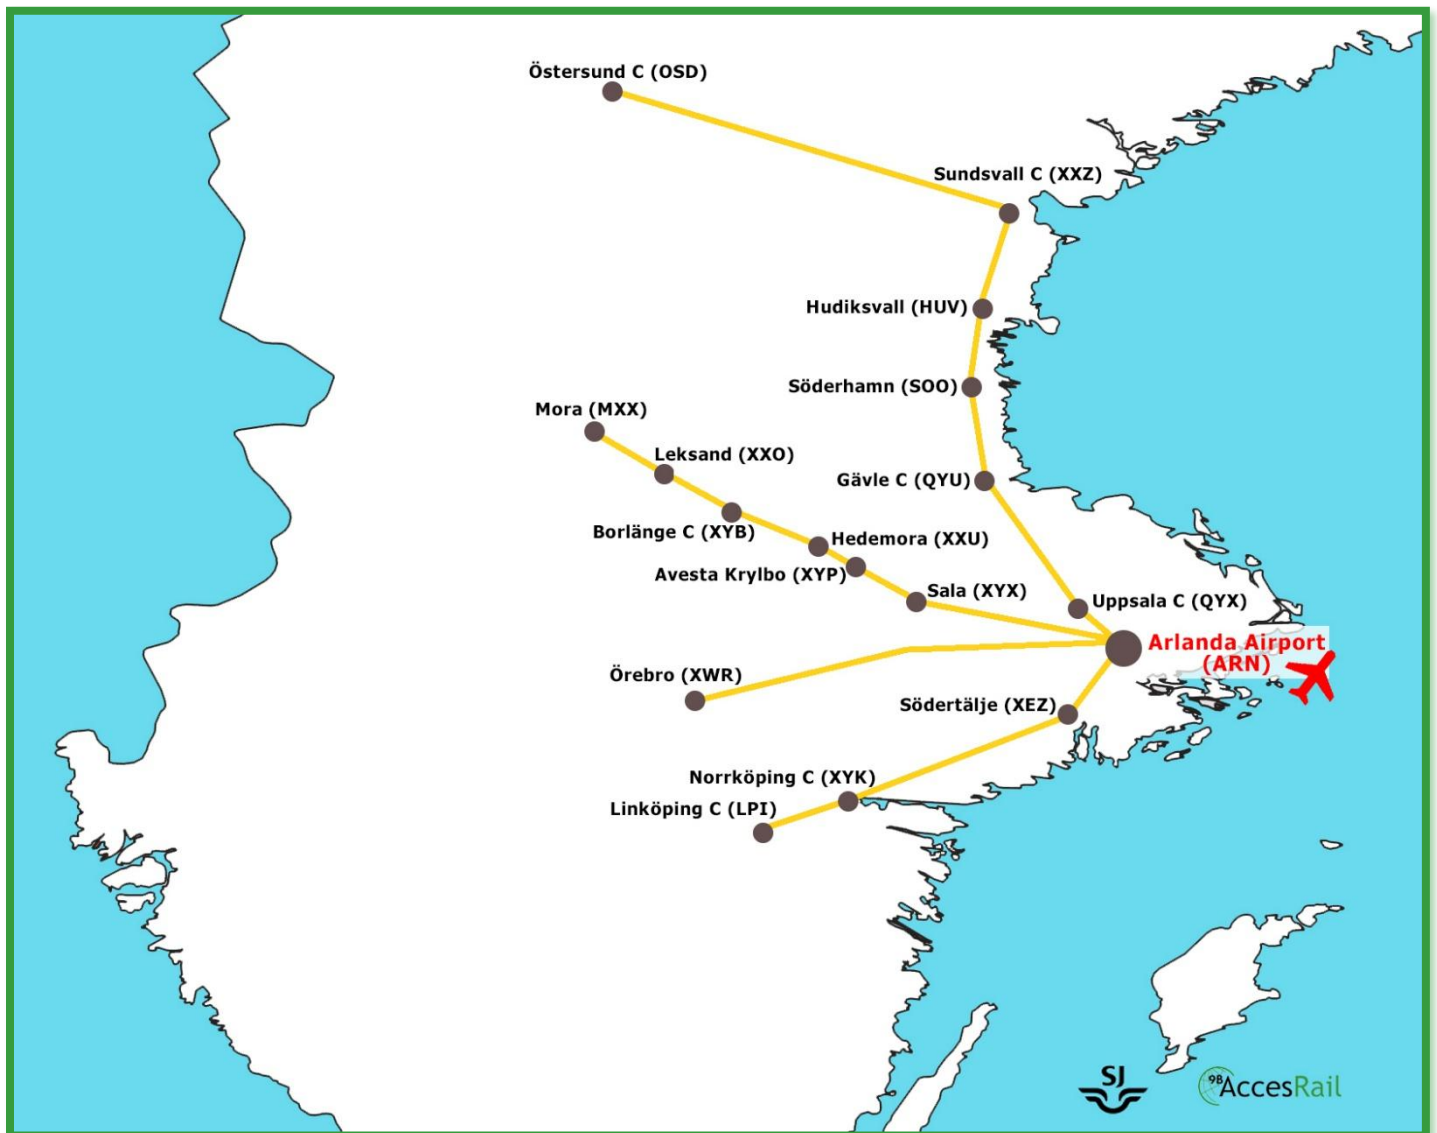 Östersund C (OSD)
Sundsvall C (XXZ)
Hudiksvall (HUV)
Söderhamn (SOO)
Mora (MXX)
Leksand (XXO)
Gävle C (QYU)
Borlänge C (XYB)
Hedemora (XXU)
Avesta Krylbo (XYP)
Sala (XYX)
Uppsala C (QYX)
Arlanda Airport
(ARN)
Örebro (XWR)
Södertälje (XEZ)
Norrköping C (XYK)
Linköping C (LPI)
SJ
9B AccesRail